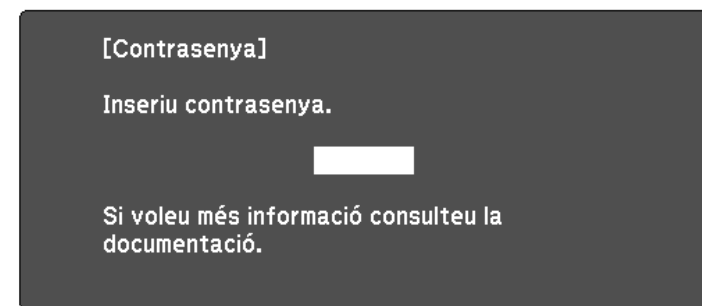 [Contrasenya]
Inseriu contrasenya.
Si voleu més informació consulteu la
documentació.